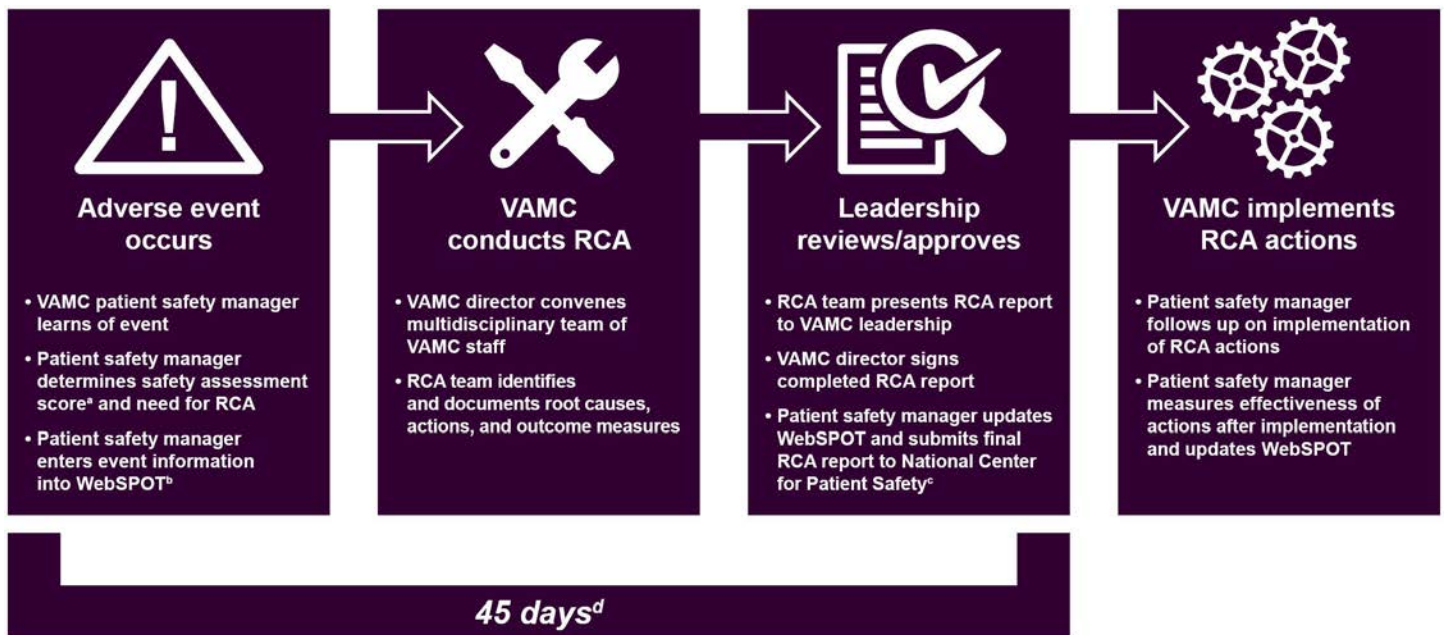 Adverse event
occurs
• VAMC patient safety manager
learns of event
• Patient safety manager
determines safety assessment
scoreᵃ and need for RCA
• Patient safety manager
enters event information
into WebSPOTᵇ
VAMC
conducts RCA
• VAMC director convenes
multidisciplinary team of
VAMC staff
• RCA team identifies
and documents root causes,
actions, and outcome measures
Leadership
reviews/approves
• RCA team presents RCA report
to VAMC leadership
• VAMC director signs
completed RCA report
• Patient safety manager updates
WebSPOT and submits final
RCA report to National Center
for Patient Safetyᶜ
VAMC implements
RCA actions
• Patient safety manager
follows up on implementation
of RCA actions
• Patient safety manager
measures effectiveness of
actions after implementation
and updates WebSPOT
45 daysᵈ